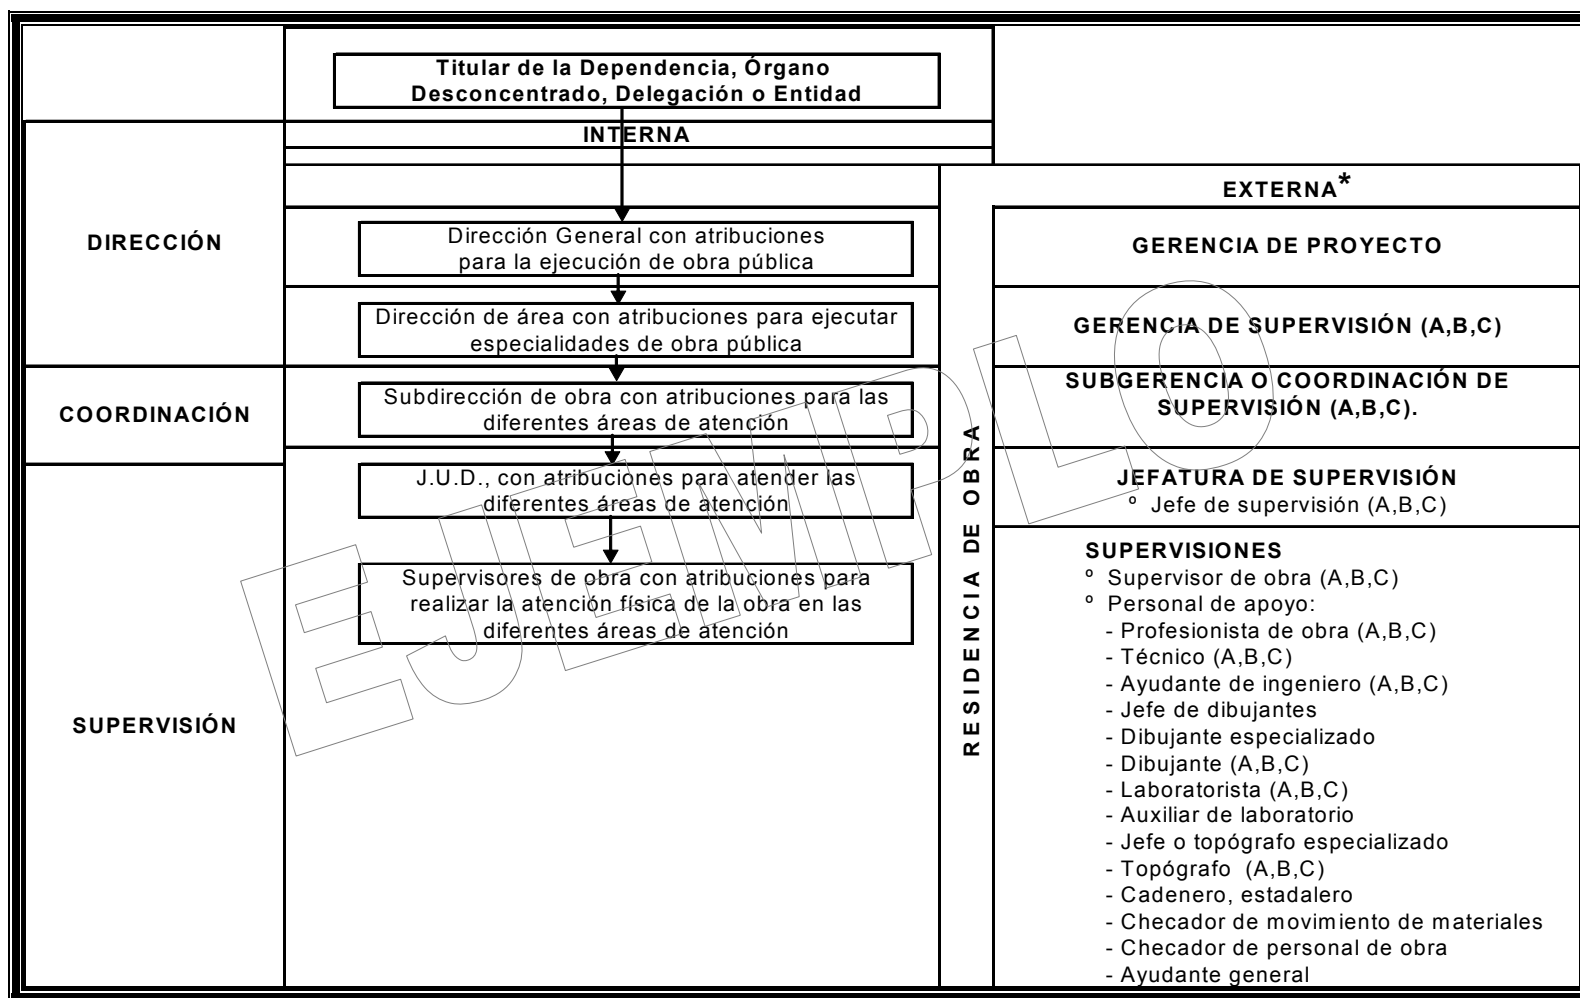 Titular de la Dependencia, Órgano
Desconcentrado, Delegación o Entidad
INTERNA
EXTERNA*
DIRECCIÓN
Dirección General con atribuciones
para la ejecución de obra pública
GERENCIA DE PROYECTO
Dirección de área con atribuciones para ejecutar
especialidades de obra pública
GERENCIA DE SUPERVISIÓN (A,B,C)
COORDINACIÓN
Subdirección de obra con atribuciones para las
diferentes áreas de atención
SUBGERENCIA O COORDINACIÓN DE
SUPERVISIÓN (A,B,C).
RESIDENCIA DE OBRA
SUPERVISIÓN
J.U.D., con atribuciones para atender las
diferentes áreas de atención
JEFATURA DE SUPERVISIÓN
º Jefe de supervisión (A,B,C)
Supervisores de obra con atribuciones para
realizar la atención física de la obra en las
diferentes áreas de atención
SUPERVISIONES
º Supervisor de obra (A,B,C)
º Personal de apoyo:
- Profesionista de obra (A,B,C)
- Técnico (A,B,C)
- Ayudante de ingeniero (A,B,C)
- Jefe de dibujantes
- Dibujante especializado
- Dibujante (A,B,C)
- Laboratorista (A,B,C)
- Auxiliar de laboratorio
- Jefe o topógrafo especializado
- Topógrafo (A,B,C)
- Cadenero, estadalero
- Checador de movimiento de materiales
- Checador de personal de obra
- Ayudante general
EJEMPLO